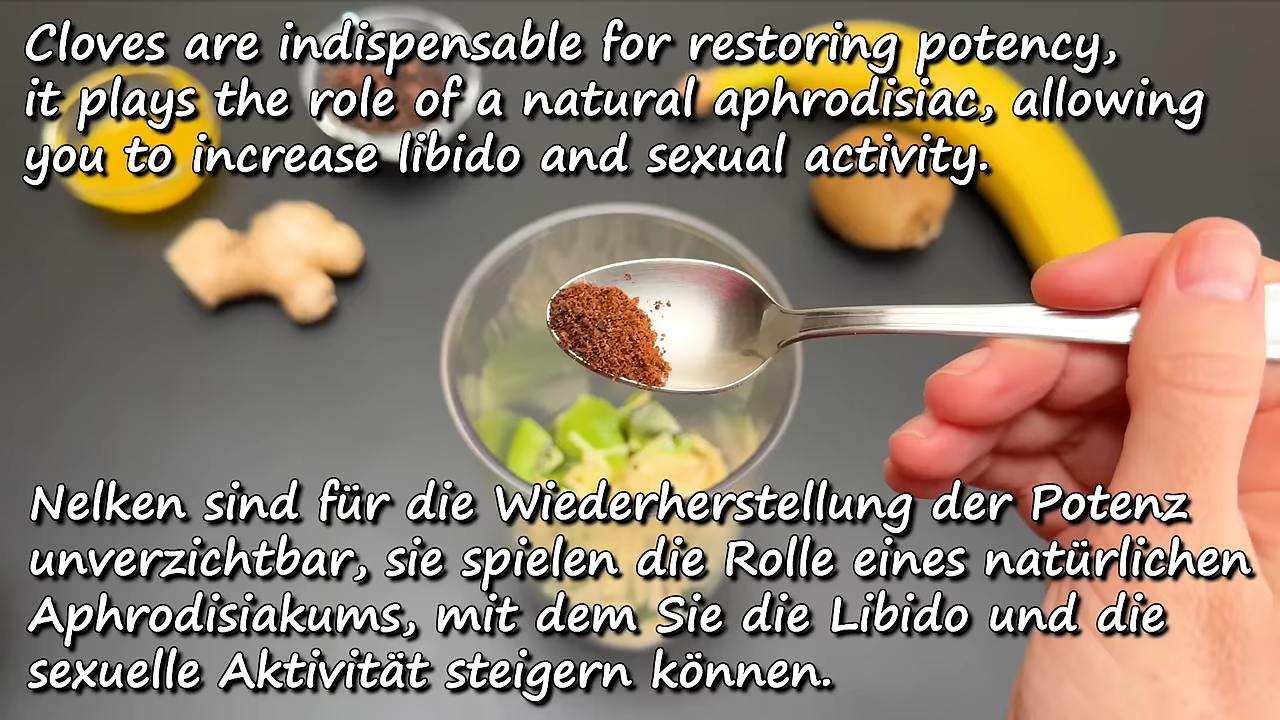 Cloves are indispensable for restoring potency,
it plays the role of a natural aphrodisiac, allowing
you to increase libido and sexual activity.
Nelken sind für die Wiederherstellung der Potenz
unverzichtbar, sie spielen die Rolle eines natürlichen
Aphrodisiakums, mit dem Sie die Libido und die
sexuelle Aktivität steigern können.